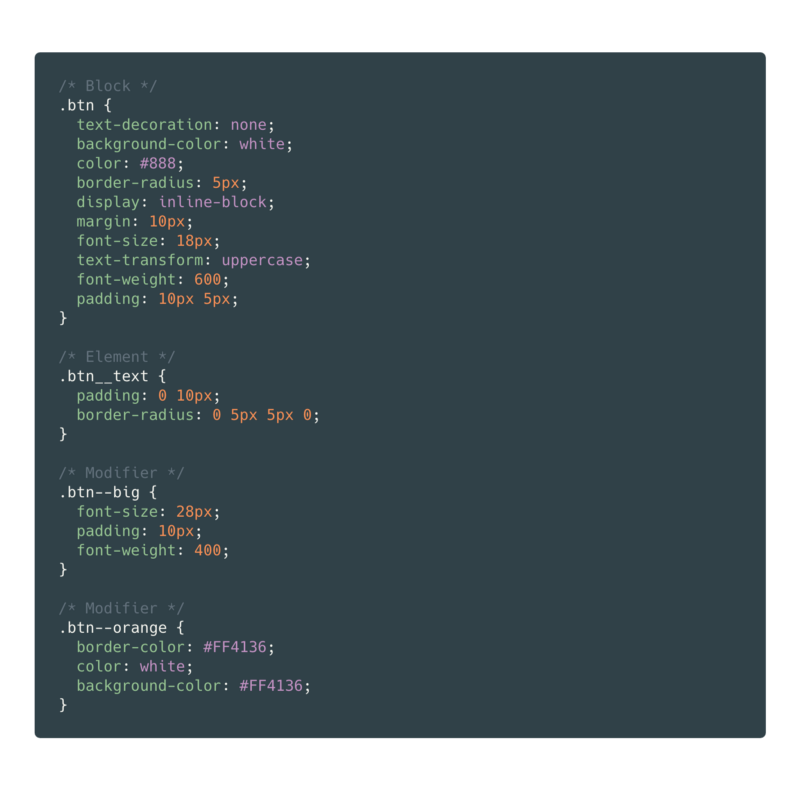 /* Block */
.btn {
  text-decoration: none;
  background-color: white;
  color: #888;
  border-radius: 5px;
  display: inline-block;
  margin: 10px;
  font-size: 18px;
  text-transform: uppercase;
  font-weight: 600;
  padding: 10px 5px;
}

/* Element */
.btn__text {
  padding: 0 10px;
  border-radius: 0 5px 5px 0;
}

/* Modifier */
.btn--big {
  font-size: 28px;
  padding: 10px;
  font-weight: 400;
}

/* Modifier */
.btn--orange {
  border-color: #FF4136;
  color: white;
  background-color: #FF4136;
}